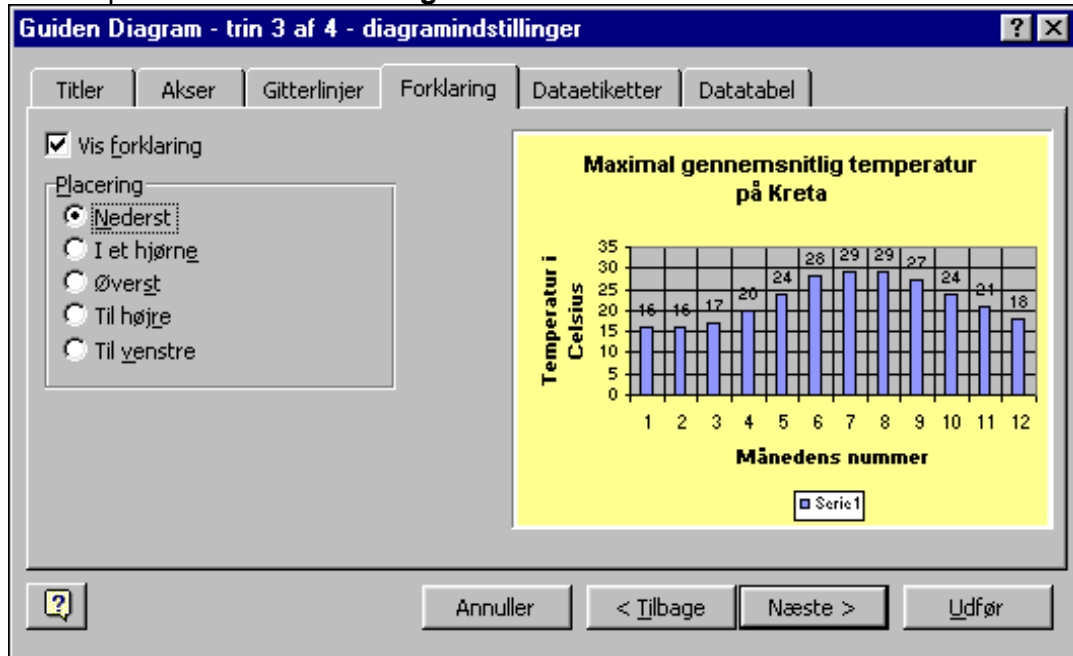 Guiden Diagram - trin 3 af 4 - diagramindstillinger
Titler Akser Gitterlinjer Forklaring Dataetiketter Datatabel
Vis forklaring
Placering
Nederst
I et hjørne
Øverst
Til højre
Til venstre
Maximal gennemsnitlig temperatur
på Kreta
Temperatur i
Celsius
35
30
25
20
15
10
5
0
16 16 17 20 24 28 29 29 27 24 21 18
1 2 3 4 5 6 7 8 9 10 11 12
Månedens nummer
Serie1
Annuller < Tilbage Næste > Udfør